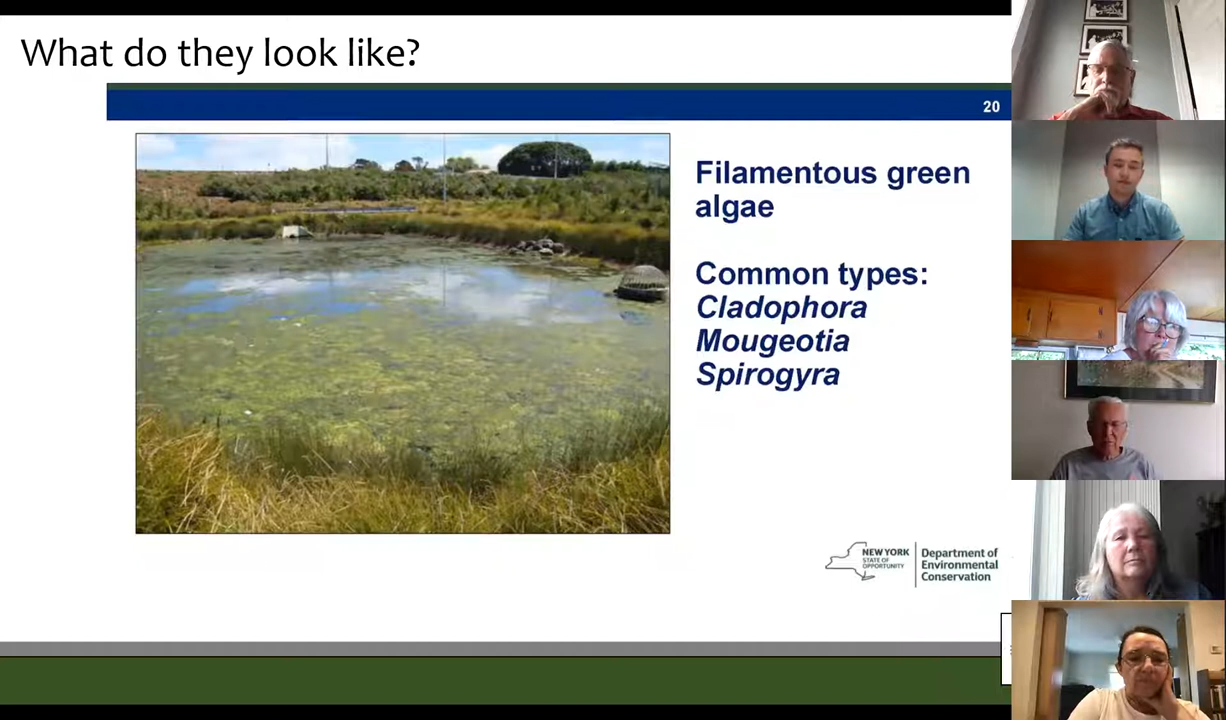 What do they look like?
20
Filamentous green
algae
Common types:
Cladophora
Mougeotia
Spirogyra
NEW YORK
STATE OF
OPPORTUNITY
Department of
Environmental
Conservation